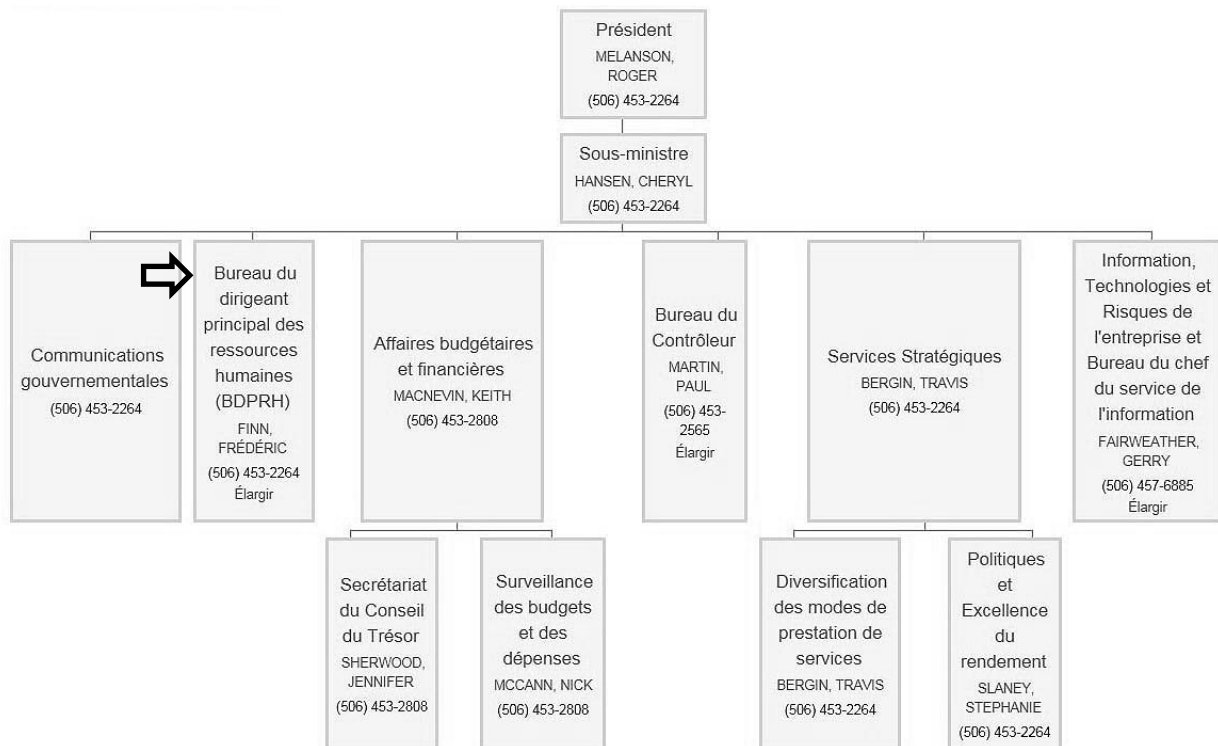 Président
MELANSON,
ROGER
(506) 453-2264
Sous-ministre
HANSEN, CHERYL
(506) 453-2264
Communications
gouvernementales
(506) 453-2264
Bureau du
dirigeant
principal des
ressources
humaines
(BDPRH)
FINN,
FRÉDÉRIC
(506) 453-2264
Élargir
Affaires budgétaires
et financières
MACNEVIN, KEITH
(506) 453-2808
Bureau du
Contrôleur
MARTIN,
PAUL
(506) 453-
2565
Élargir
Services Stratégiques
BERGIN, TRAVIS
(506) 453-2264
Information,
Technologies et
Risques de
l'entreprise et
Bureau du chef
du service de
l'information
FAIRWEATHER,
GERRY
(506) 457-6885
Élargir
Secrétariat
du Conseil
du Trésor
SHERWOOD,
JENNIFER
(506) 453-2808
Surveillance
des budgets
et des
dépenses
MCCANN, NICK
(506) 453-2808
Diversification
des modes de
prestation de
services
BERGIN, TRAVIS
(506) 453-2264
Politiques
et
Excellence
du
rendement
SLANEY,
STEPHANIE
(506) 453-2264